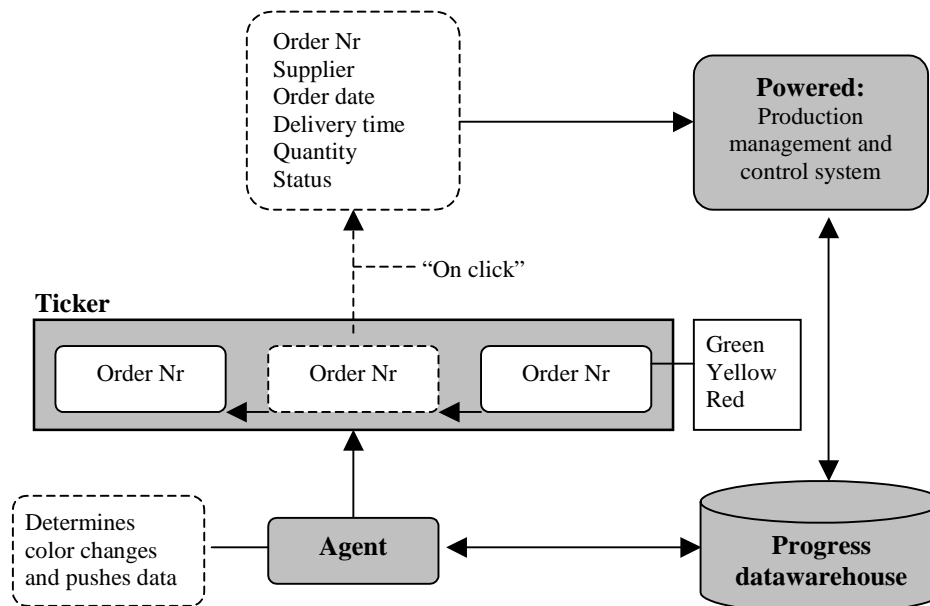 Order Nr
Supplier
Order date
Delivery time
Quantity
Status
Powered:
Production
management and
control system
“On click”
Ticker
Order Nr
Order Nr
Order Nr
Green
Yellow
Red
Determines
color changes
and pushes data
Agent
Progress
datawarehouse